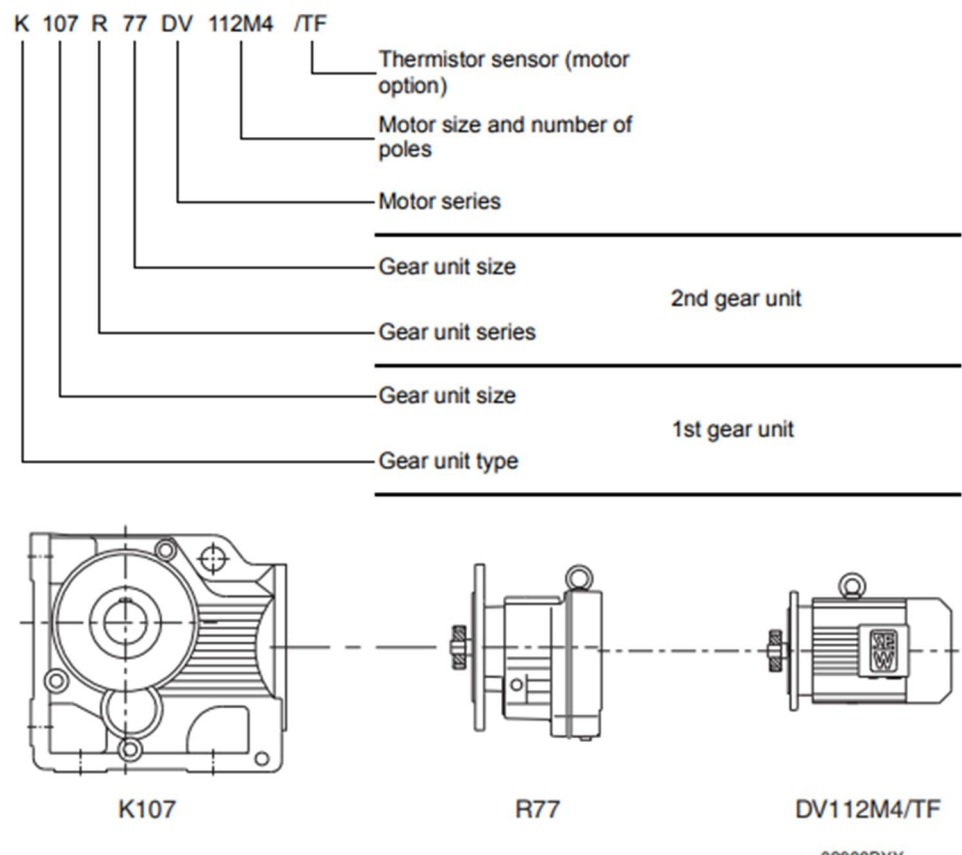 K 107 R 77 DV 112M4 /TF
Thermistor sensor (motor
option)
Motor size and number of
poles
Motor series
Gear unit size
2nd gear unit
Gear unit series
Gear unit size
1st gear unit
Gear unit type
SEW
K107
R77
DV112M4/TF